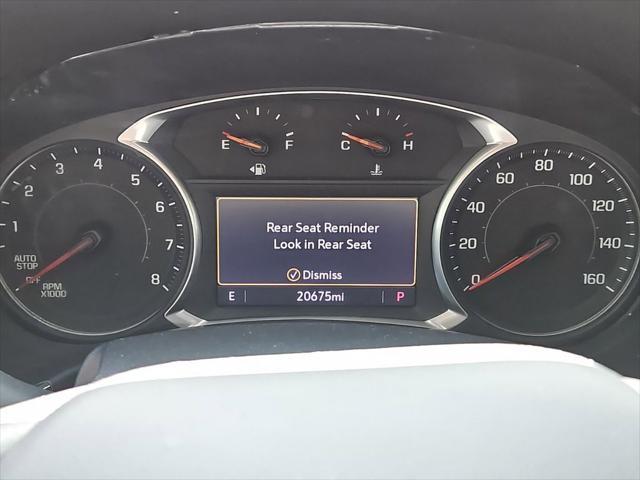 E F
C H
1 2 3 4 5 6 7 8
AUTO
STOP
OFF
RPM
X1000
Rear Seat Reminder
Look in Rear Seat
Dismiss
E 20675mi P
0 20 40 60 80 100 120 140 160